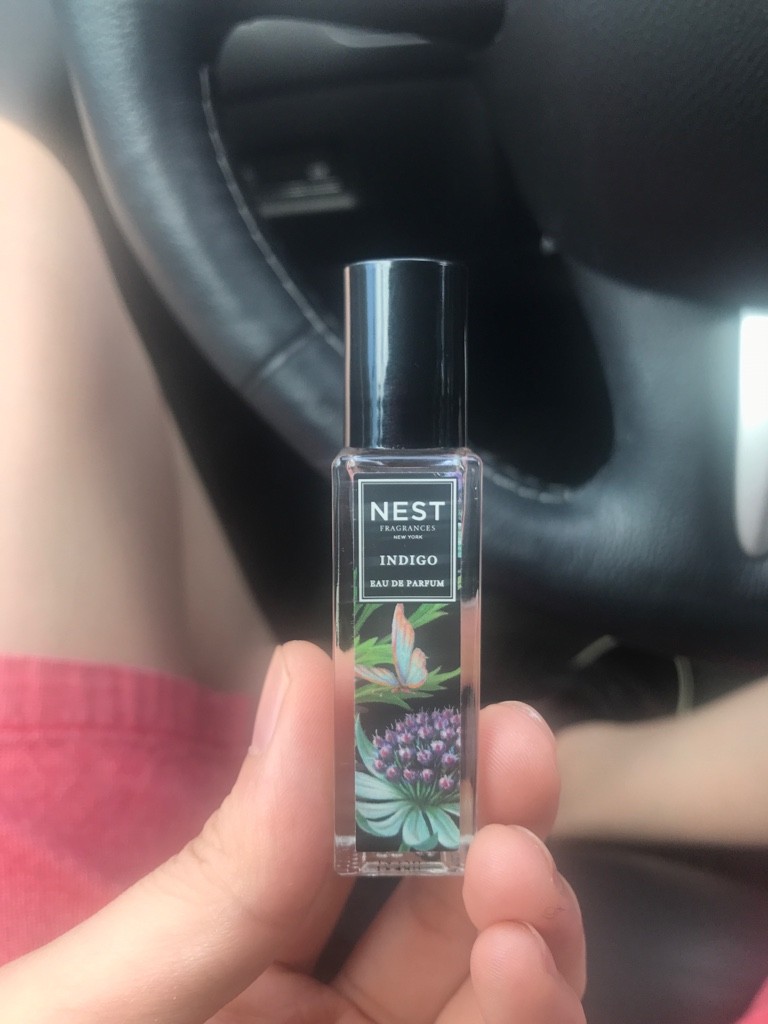 NEST
FRAGRANCES
NEW YORK
INDIGO
EAU DE PARFUM